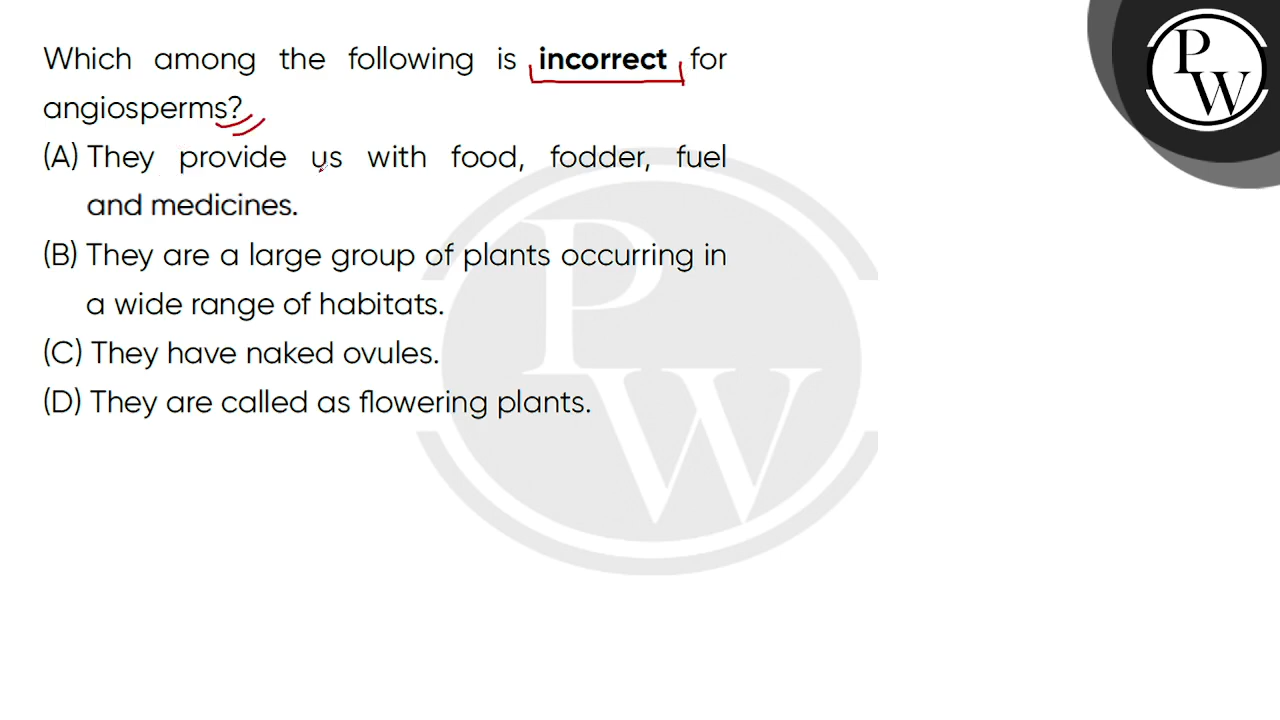 Which among the following is incorrect for
angiosperms?
(A) They provide us with food, fodder, fuel
and medicines.
(B) They are a large group of plants occurring in
a wide range of habitats.
(C) They have naked ovules.
(D) They are called as flowering plants.
PW
PW